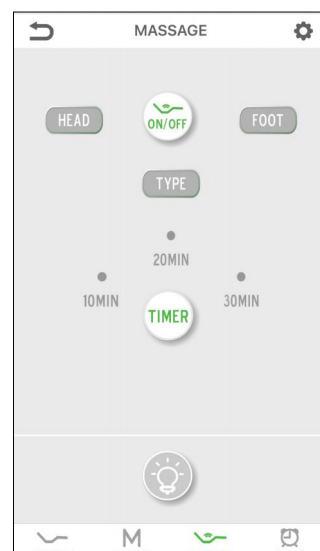 MASSAGE
HEAD
ON/OFF
FOOT
TYPE
20MIN
10MIN
30MIN
TIMER
M